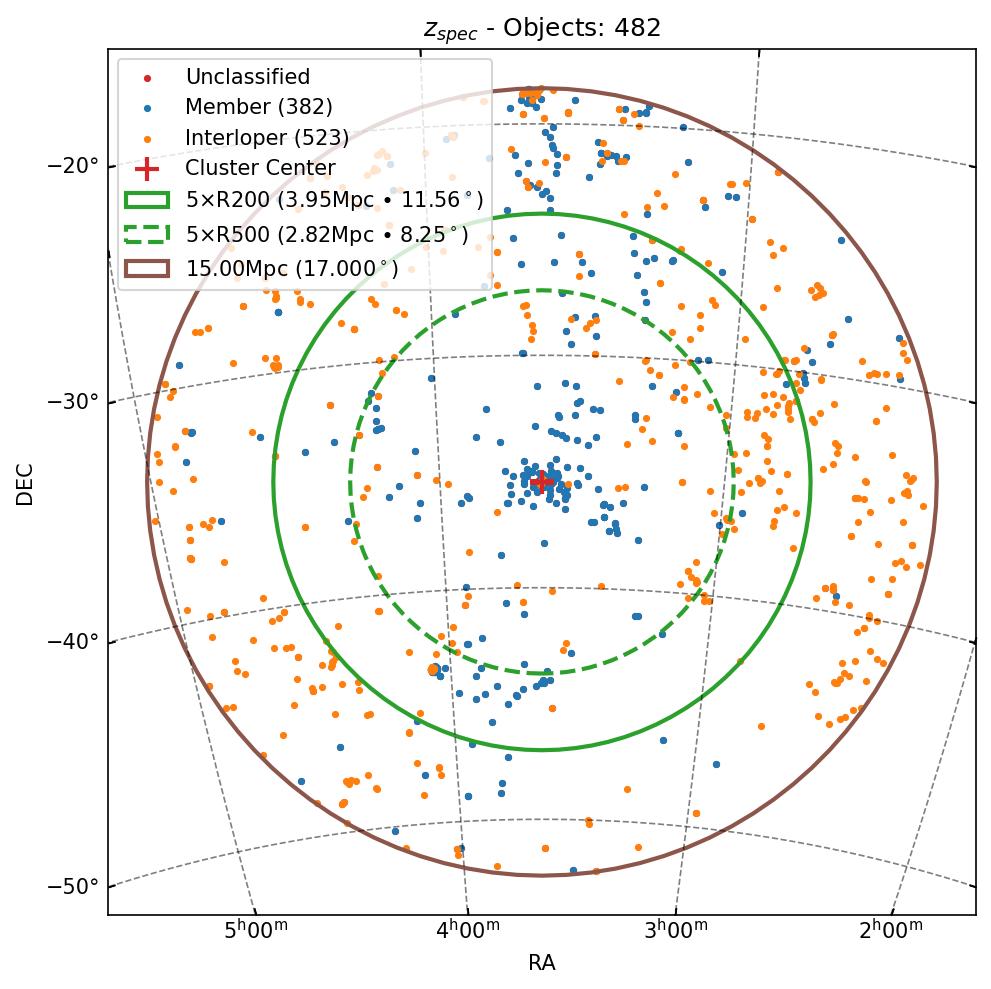 z_spec - Objects: 482
Unclassified
Member (382)
Interloper (523)
Cluster Center
5×R200 (3.95Mpc • 11.56°)
5×R500 (2.82Mpc • 8.25°)
15.00Mpc (17.000°)
−20°
−30°
−40°
−50°
DEC
5ʰ00ᵐ 4ʰ00ᵐ 3ʰ00ᵐ 2ʰ00ᵐ
RA